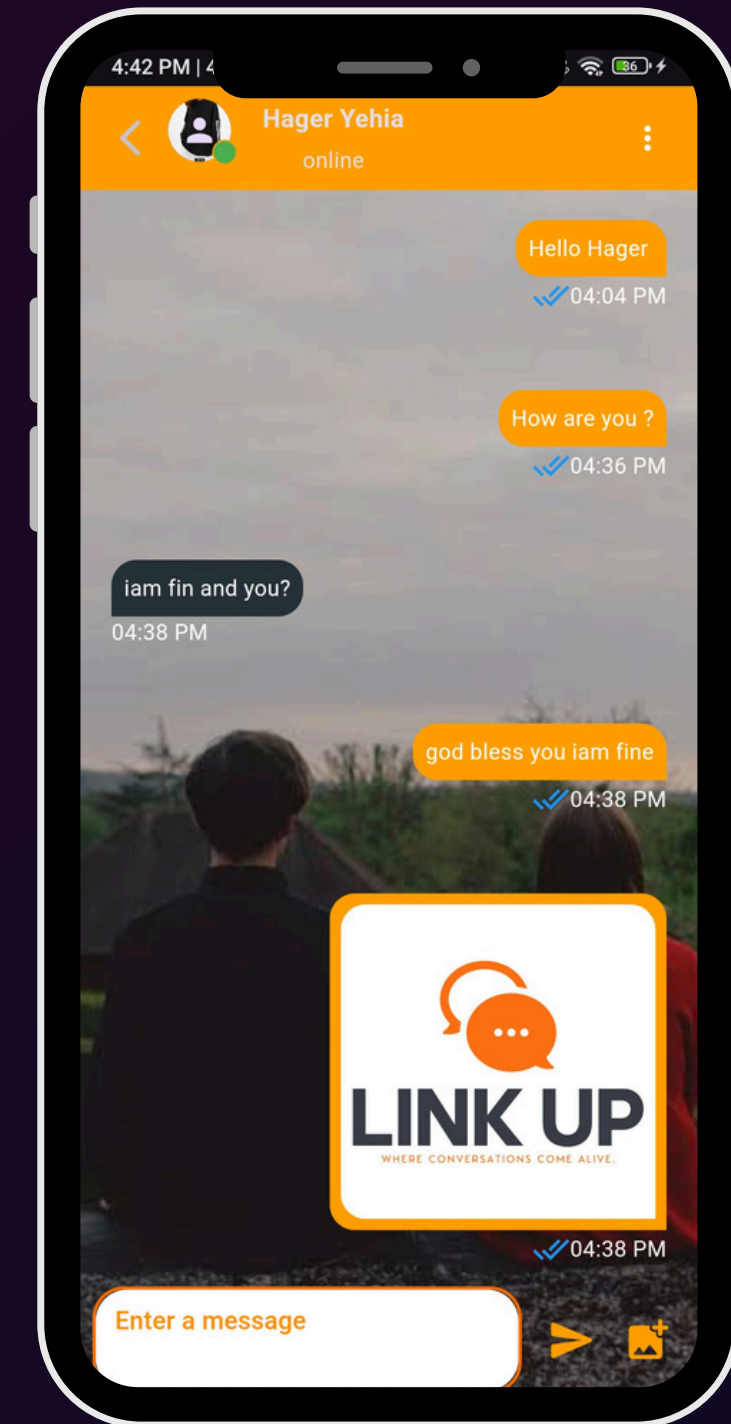 4:42 PM | 4
36
Hager Yehia
online
Hello Hager
04:04 PM
How are you ?
04:36 PM
iam fin and you?
04:38 PM
god bless you iam fine
04:38 PM
LINK UP
WHERE CONVERSATIONS COME ALIVE.
04:38 PM
Enter a message